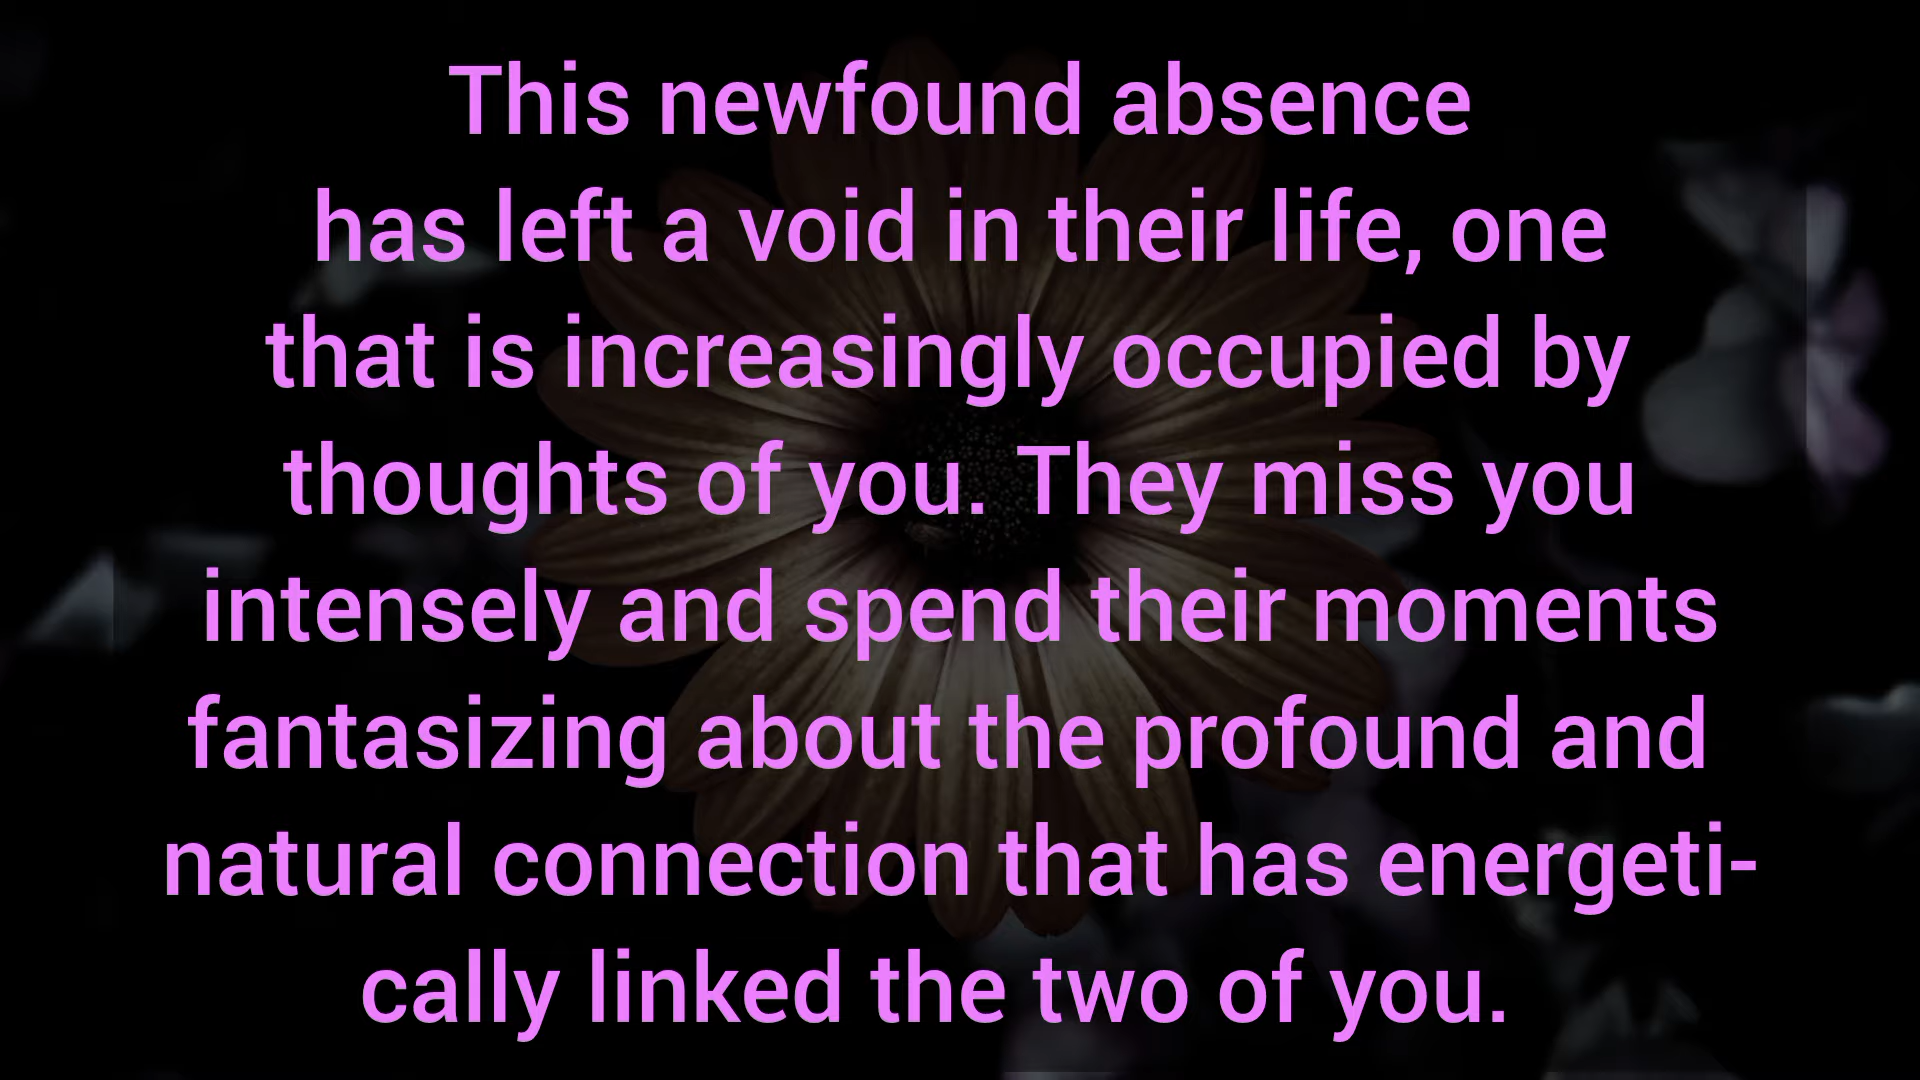 This newfound absence
has left a void in their life, one
that is increasingly occupied by
thoughts of you. They miss you
intensely and spend their moments
fantasizing about the profound and
natural connection that has energeti-
cally linked the two of you.